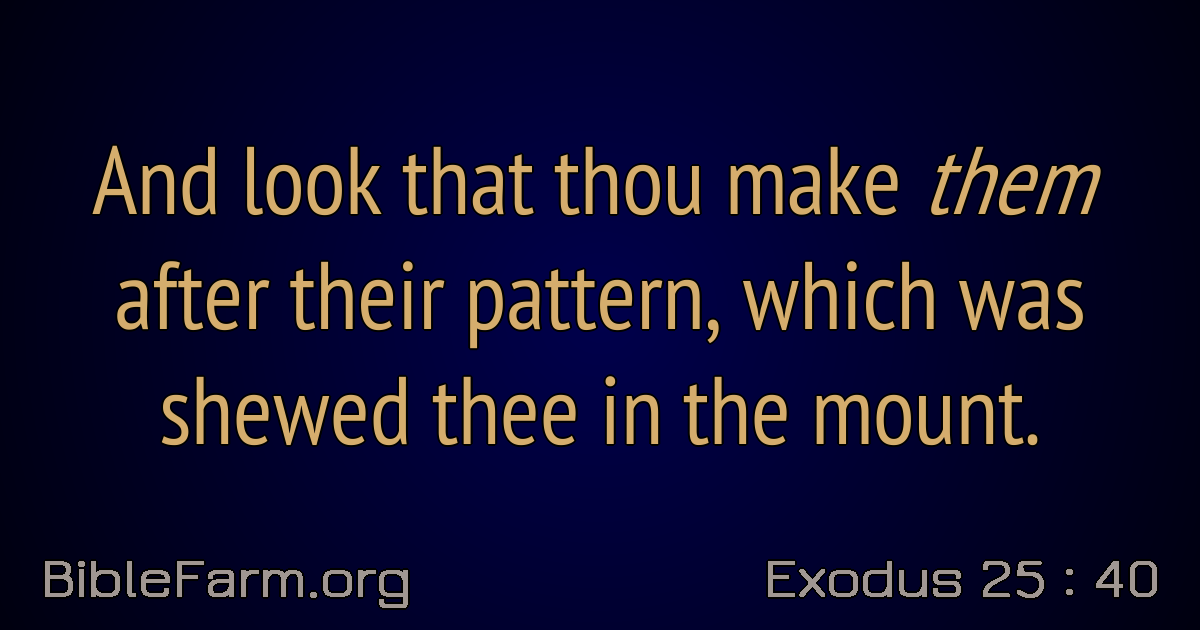 And look that thou make them
after their pattern, which was
shewed thee in the mount.
BibleFarm.org
Exodus 25 : 40